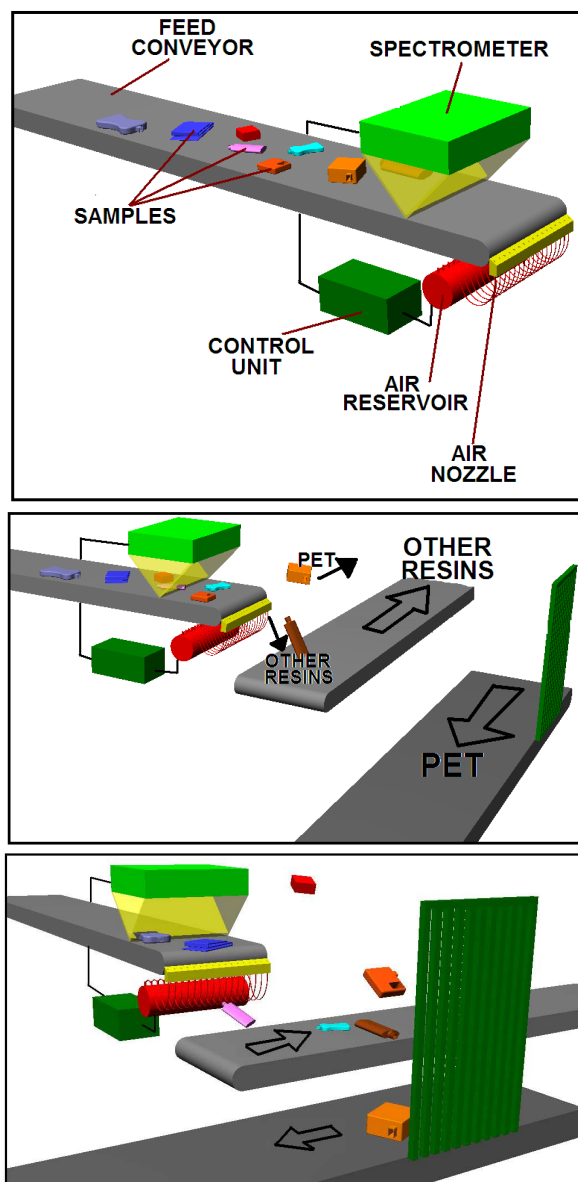 FEED
CONVEYOR
SPECTROMETER
SAMPLES
CONTROL
UNIT
AIR
RESERVOIR
AIR
NOZZLE
PET
OTHER
RESINS
OTHER
RESINS
PET